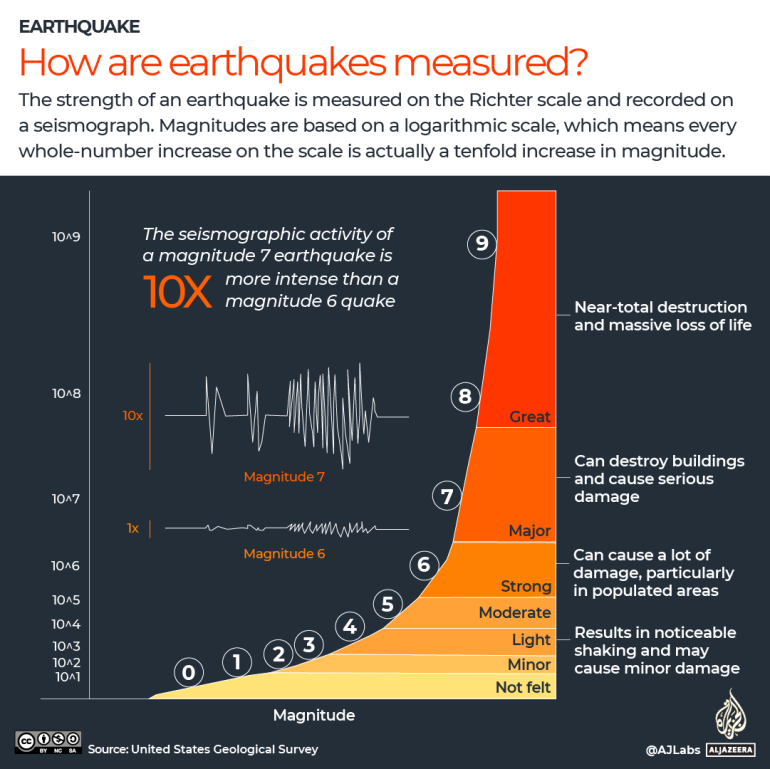 EARTHQUAKE
How are earthquakes measured?
The strength of an earthquake is measured on the Richter scale and recorded on
a seismograph. Magnitudes are based on a logarithmic scale, which means every
whole-number increase on the scale is actually a tenfold increase in magnitude.
The seismographic activity of
a magnitude 7 earthquake is
10X
more intense than a
magnitude 6 quake
10^9
10^8
10^7
10^6
10^5
10^4
10^3
10^2
10^1
10x
Magnitude 7
1x
Magnitude 6
9
8
7
6
5
4
3
2
1
0
Great
Major
Strong
Moderate
Light
Minor
Not felt
Near-total destruction
and massive loss of life
Can destroy buildings
and cause serious
damage
Can cause a lot of
damage, particularly
in populated areas
Results in noticeable
shaking and may
cause minor damage
Magnitude
cc
BY NC SA
Source: United States Geological Survey
@AJLabs
ALJAZEERA
الجزيرة